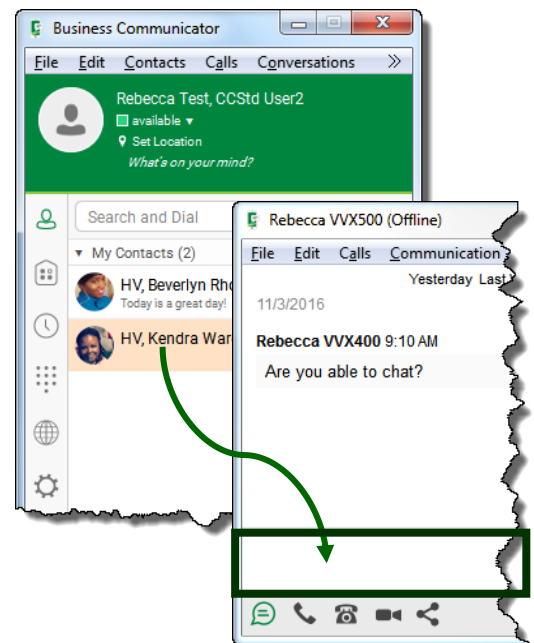 Business Communicator
File Edit Contacts Calls Conversations
Rebecca Test, CCStd User2
available
Set Location
What's on your mind?
Search and Dial
My Contacts (2)
HV, Beverlyn Rho
Today is a great day!
HV, Kendra War
Rebecca VVX500 (Offline)
File Edit Calls Communication
Yesterday Last
11/3/2016
Rebecca VVX400 9:10 AM
Are you able to chat?